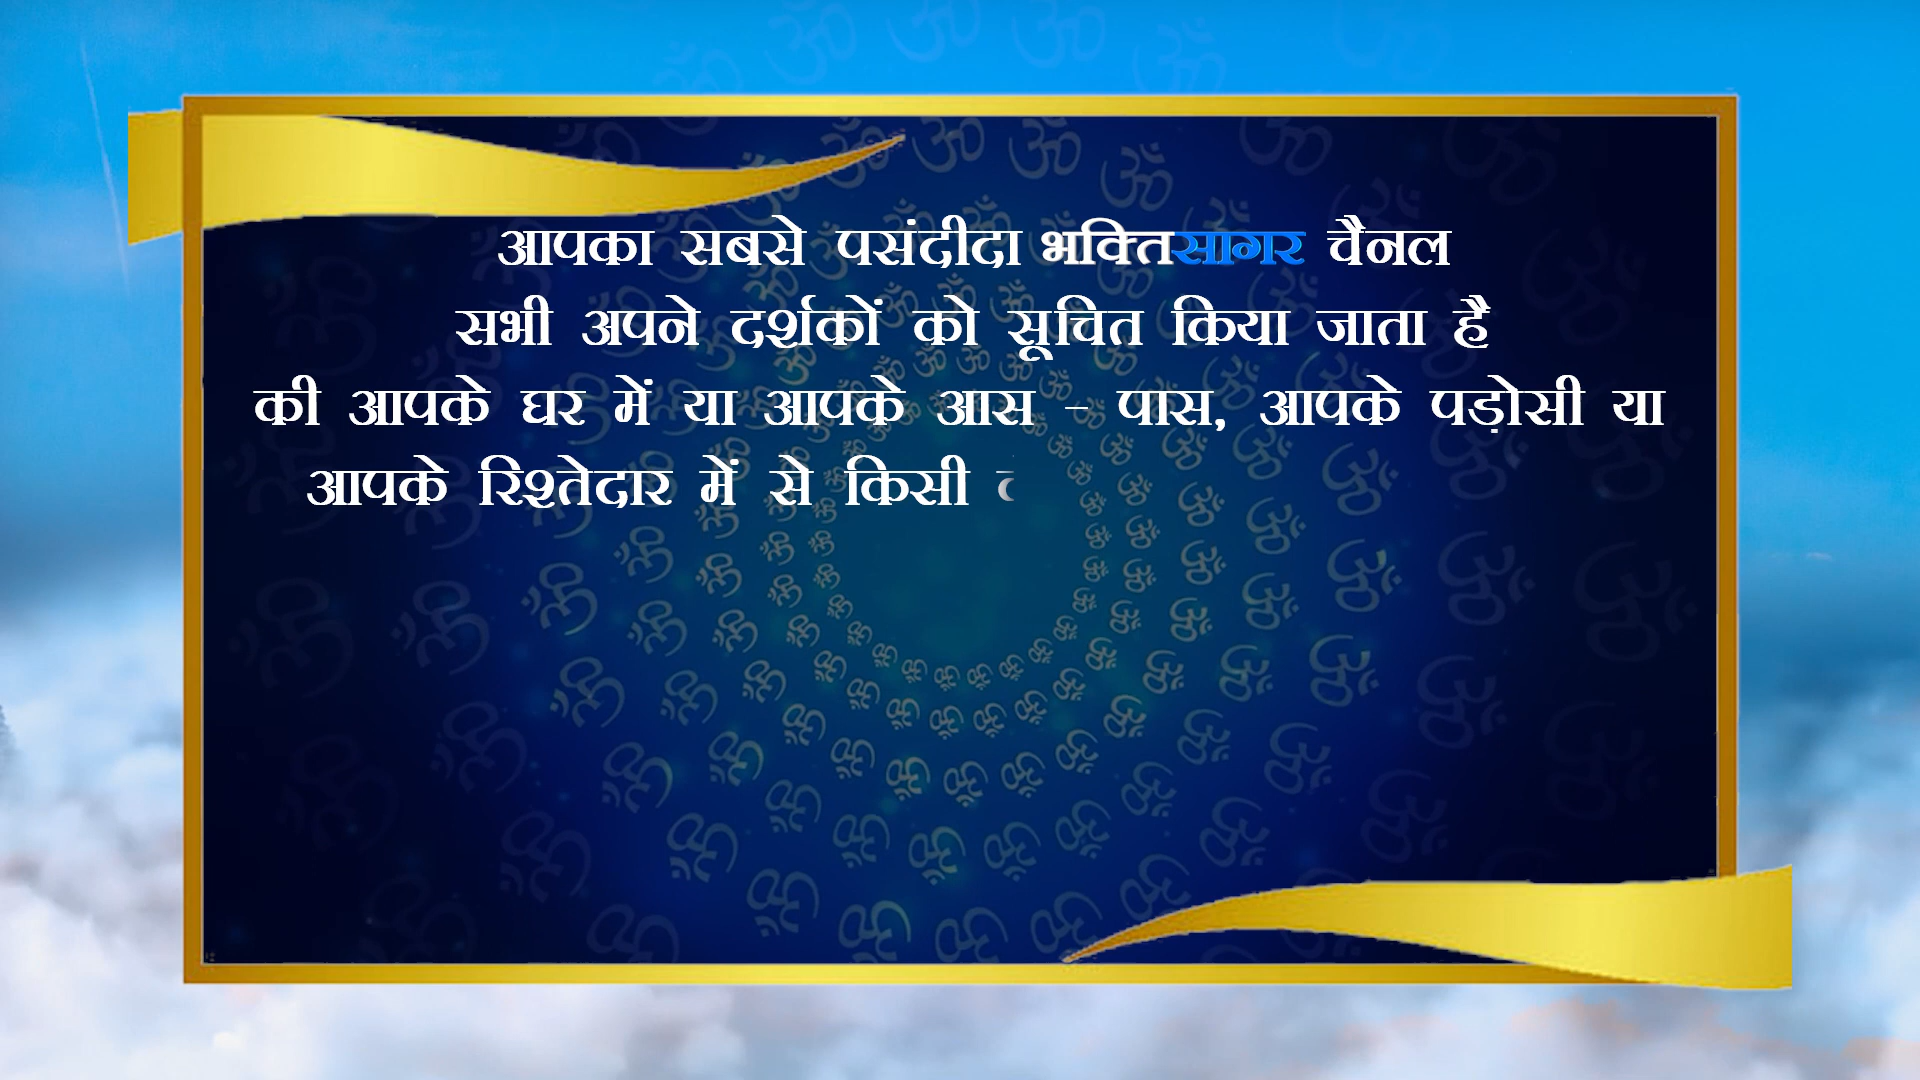 आपका सबसे पसंदीदा भक्तिसागर चैनल
सभी अपने दर्शकों को सूचित किया जाता है
की आपके घर में या आपके आस - पास, आपके पड़ोसी या
आपके रिश्तेदार में से किसी